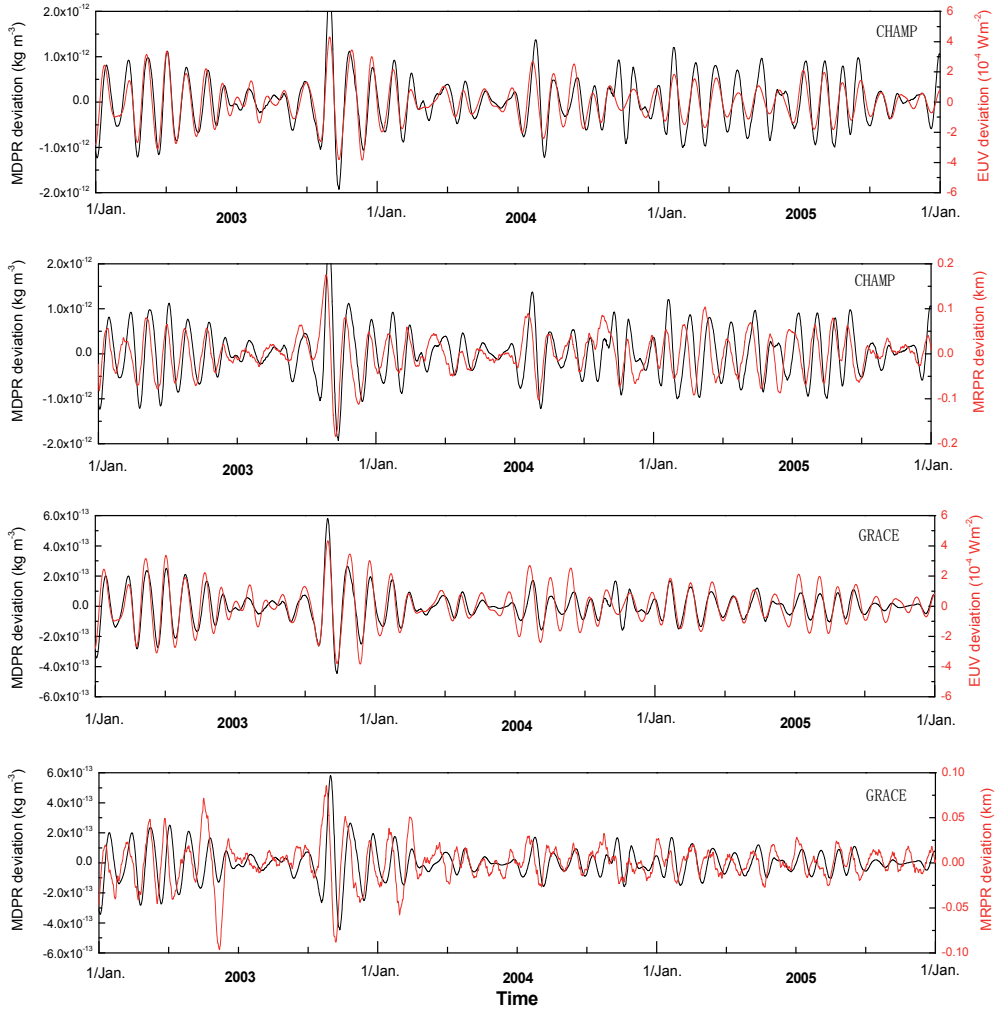 CHAMP
MDPR deviation (kg m⁻³)
2.0x10⁻¹²
1.0x10⁻¹²
0.0
-1.0x10⁻¹²
-2.0x10⁻¹²
6
4
2
0
-2
-4
-6
EUV deviation (10⁻⁴ Wm⁻²)
1/Jan. 1/Jan. 1/Jan. 1/Jan.
2003 2004 2005
CHAMP
MDPR deviation (kg m⁻³)
2.0x10⁻¹²
1.0x10⁻¹²
0.0
-1.0x10⁻¹²
-2.0x10⁻¹²
0.2
0.1
0.0
-0.1
-0.2
MRPR deviation (km)
1/Jan. 1/Jan. 1/Jan. 1/Jan.
2003 2004 2005
GRACE
MDPR deviation (kg m⁻³)
6.0x10⁻¹³
4.0x10⁻¹³
2.0x10⁻¹³
0.0
-2.0x10⁻¹³
-4.0x10⁻¹³
-6.0x10⁻¹³
6
4
2
0
-2
-4
-6
EUV deviation (10⁻⁴ Wm⁻²)
1/Jan. 1/Jan. 1/Jan. 1/Jan.
2003 2004 2005
GRACE
MDPR deviation (kg m⁻³)
6.0x10⁻¹³
4.0x10⁻¹³
2.0x10⁻¹³
0.0
-2.0x10⁻¹³
-4.0x10⁻¹³
-6.0x10⁻¹³
0.10
0.05
0.00
-0.05
-0.10
MRPR deviation (km)
1/Jan. 1/Jan. 1/Jan. 1/Jan.
2003 2004 2005
Time